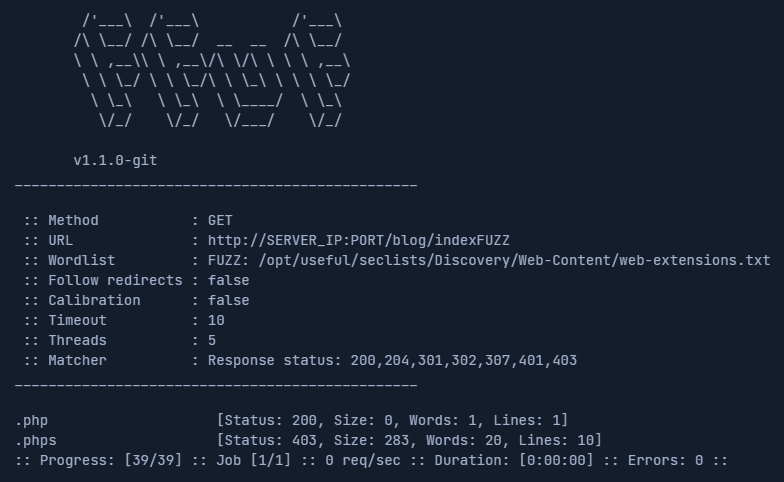 /'___\  /'___\           /'___\
       /\ \__/ /\ \__/  __  __  /\ \__/
       \ \ ,__\\ \ ,__\/\ \/\ \ \ \ ,__\
        \ \ \_/ \ \ \_/\ \ \_\ \ \ \ \_/
         \ \_\   \ \_\  \ \____/  \ \_\
          \/_/    \/_/   \/___/    \/_/
       v1.1.0-git
________________________________________________
 :: Method           : GET
 :: URL              : http://SERVER_IP:PORT/blog/indexFUZZ
 :: Wordlist         : FUZZ: /opt/useful/seclists/Discovery/Web-Content/web-extensions.txt
 :: Follow redirects : false
 :: Calibration      : false
 :: Timeout          : 10
 :: Threads          : 5
 :: Matcher          : Response status: 200,204,301,302,307,401,403
________________________________________________
.php                    [Status: 200, Size: 0, Words: 1, Lines: 1]
.phps                   [Status: 403, Size: 283, Words: 20, Lines: 10]
:: Progress: [39/39] :: Job [1/1] :: 0 req/sec :: Duration: [0:00:00] :: Errors: 0 ::